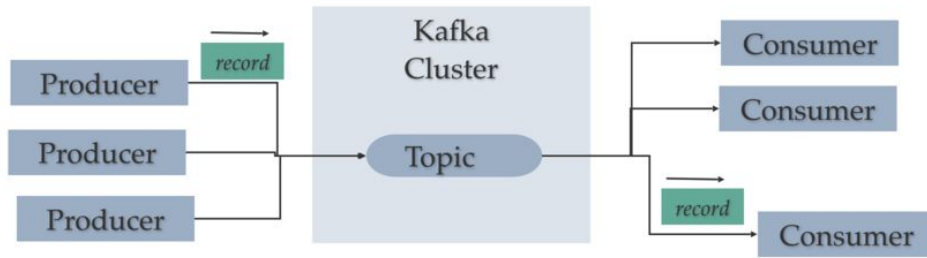 record
Producer
Producer
Producer
Kafka
Cluster
Topic
Consumer
Consumer
record
Consumer